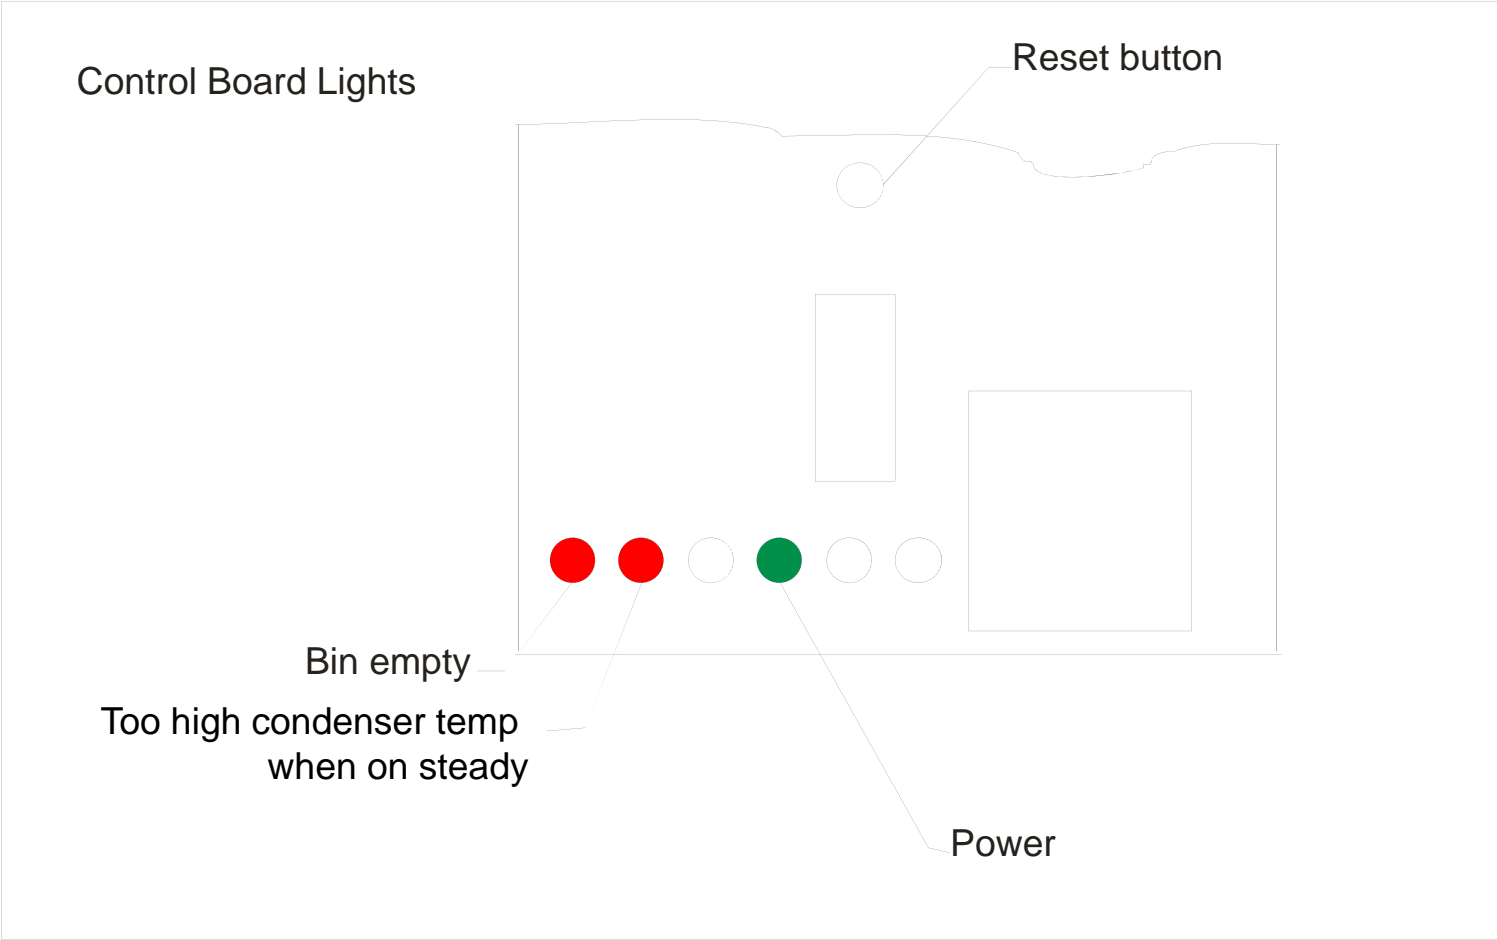 Control Board Lights
Reset button
Bin empty
Too high condenser temp
when on steady
Power